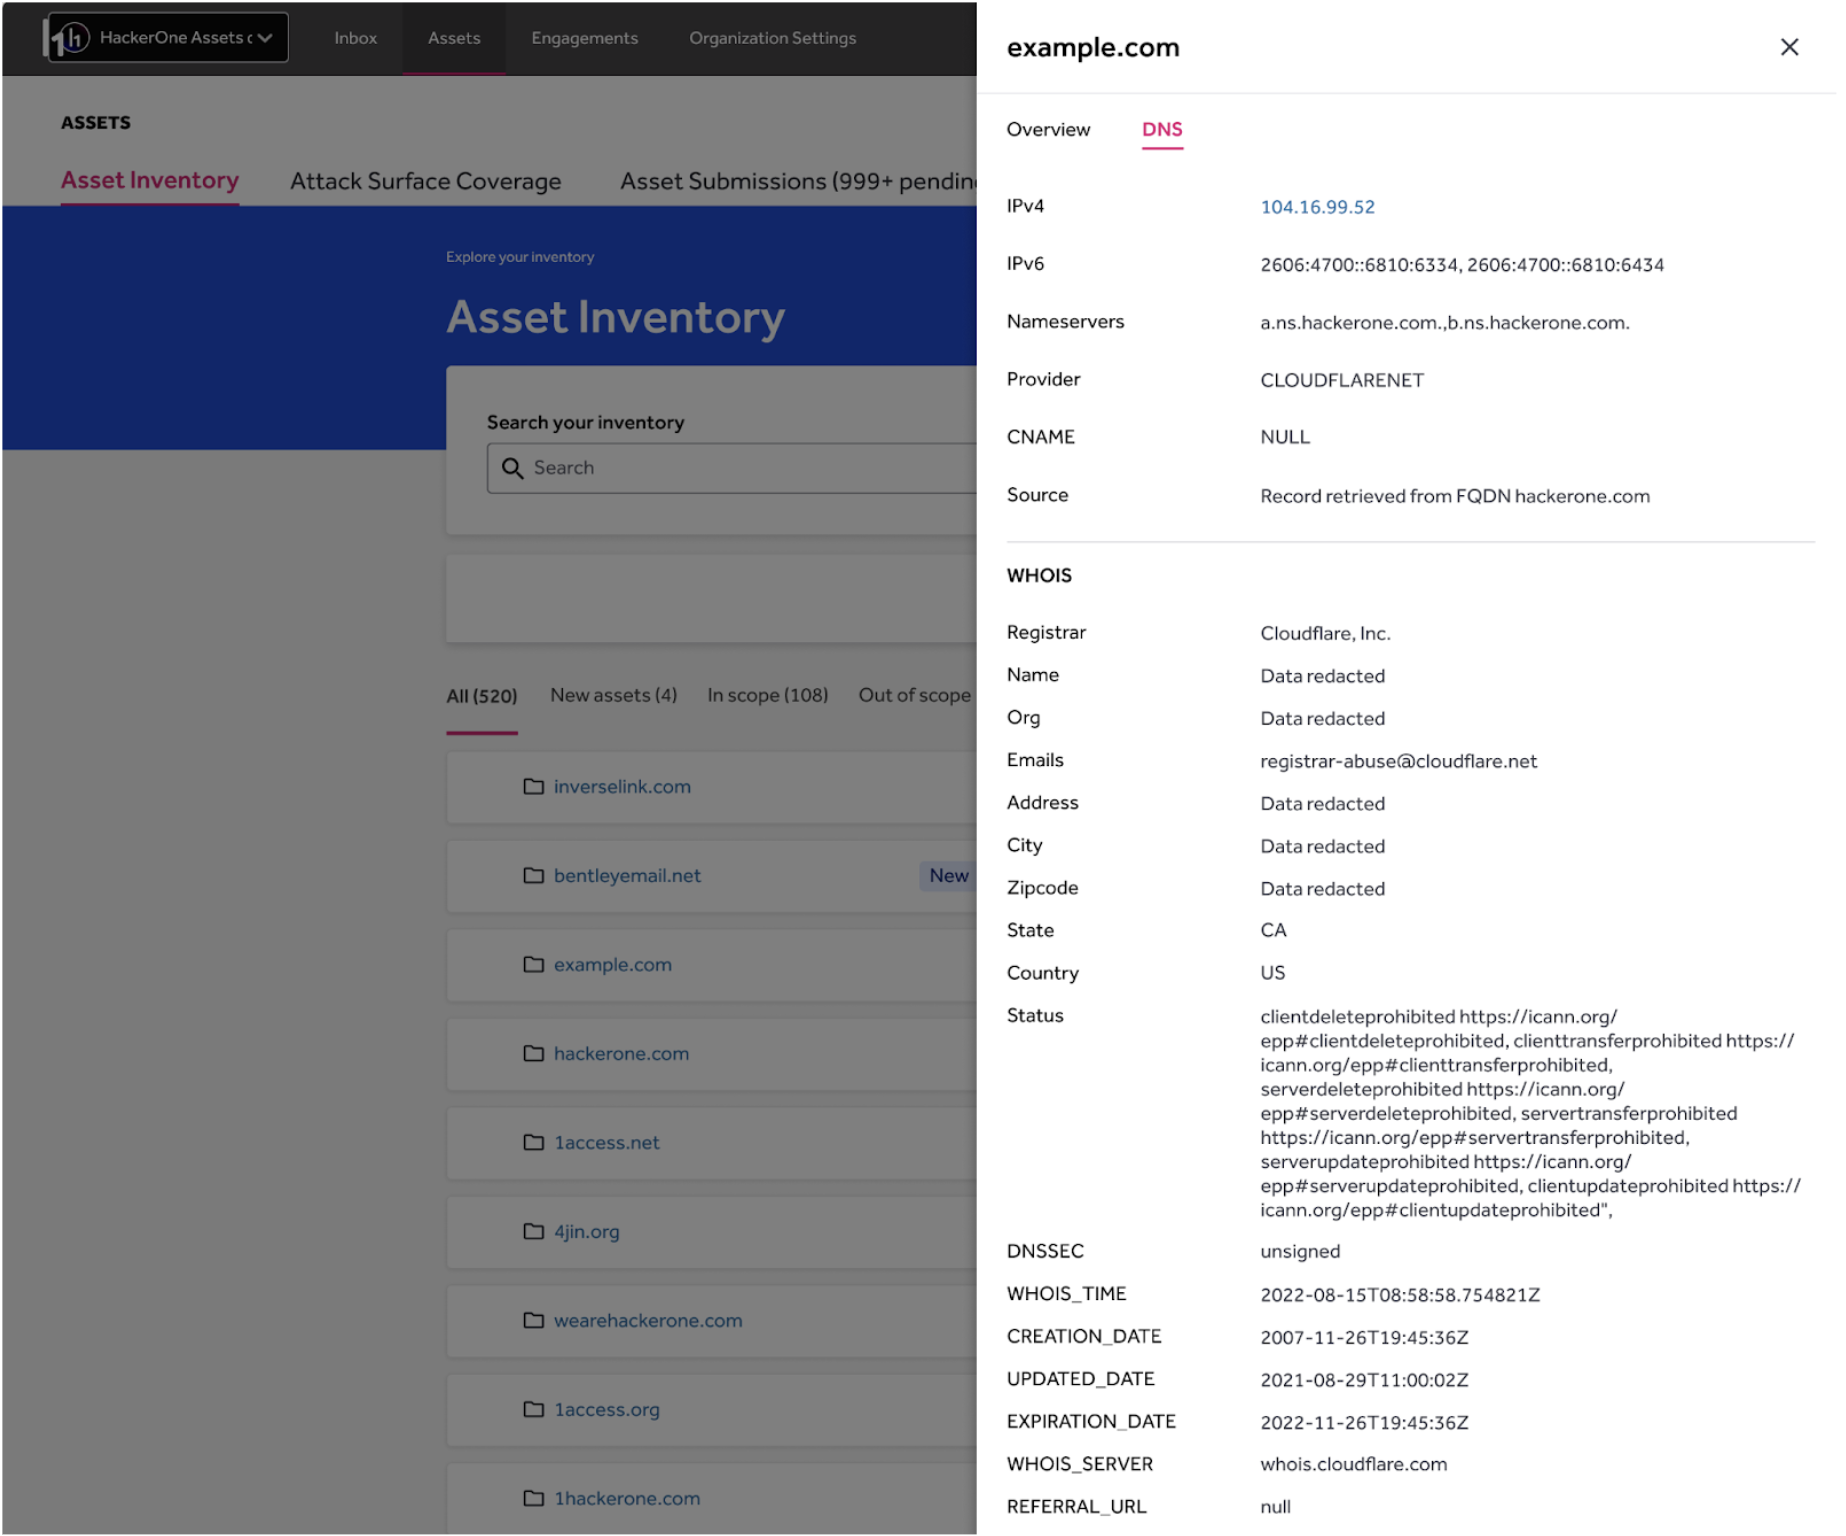 HackerOne Assets
Inbox
Assets
Engagements
Organization Settings
ASSETS
Asset Inventory
Attack Surface Coverage
Asset Submissions (999+
Explore your inventory
Asset Inventory
Search your inventory
Search
All (520)
New assets (4)
In scope (108)
Out of scope
inverselink.com
bentleyemail.net
New
example.com
hackerone.com
1access.net
4jin.org
wearehackerone.com
1access.org
1hackerone.com
example.com
Overview
DNS
IPv4
104.16.99.52
IPv6
2606:4700::6810:6334, 2606:4700::6810:6434
Nameservers
a.ns.hackerone.com.,b.ns.hackerone.com.
Provider
CLOUDFLARENET
CNAME
NULL
Source
Record retrieved from FQDN hackerone.com
WHOIS
Registrar
Cloudflare, Inc.
Name
Data redacted
Org
Data redacted
Emails
registrar-abuse@cloudflare.net
Address
Data redacted
City
Data redacted
Zipcode
Data redacted
State
CA
Country
US
Status
clientdeleteprohibited https://icann.org/
epp#clientdeleteprohibited, clienttransferprohibited https://
icann.org/epp#clienttransferprohibited,
serverdeleteprohibited https://icann.org/
epp#serverdeleteprohibited, servertransferprohibited
https://icann.org/epp#servertransferprohibited,
serverupdateprohibited https://icann.org/
epp#serverupdateprohibited, clientupdateprohibited https://
icann.org/epp#clientupdateprohibited",
DNSSEC
unsigned
WHOIS_TIME
2022-08-15T08:58:58.754821Z
CREATION_DATE
2007-11-26T19:45:36Z
UPDATED_DATE
2021-08-29T11:00:02Z
EXPIRATION_DATE
2022-11-26T19:45:36Z
WHOIS_SERVER
whois.cloudflare.com
REFERRAL_URL
null